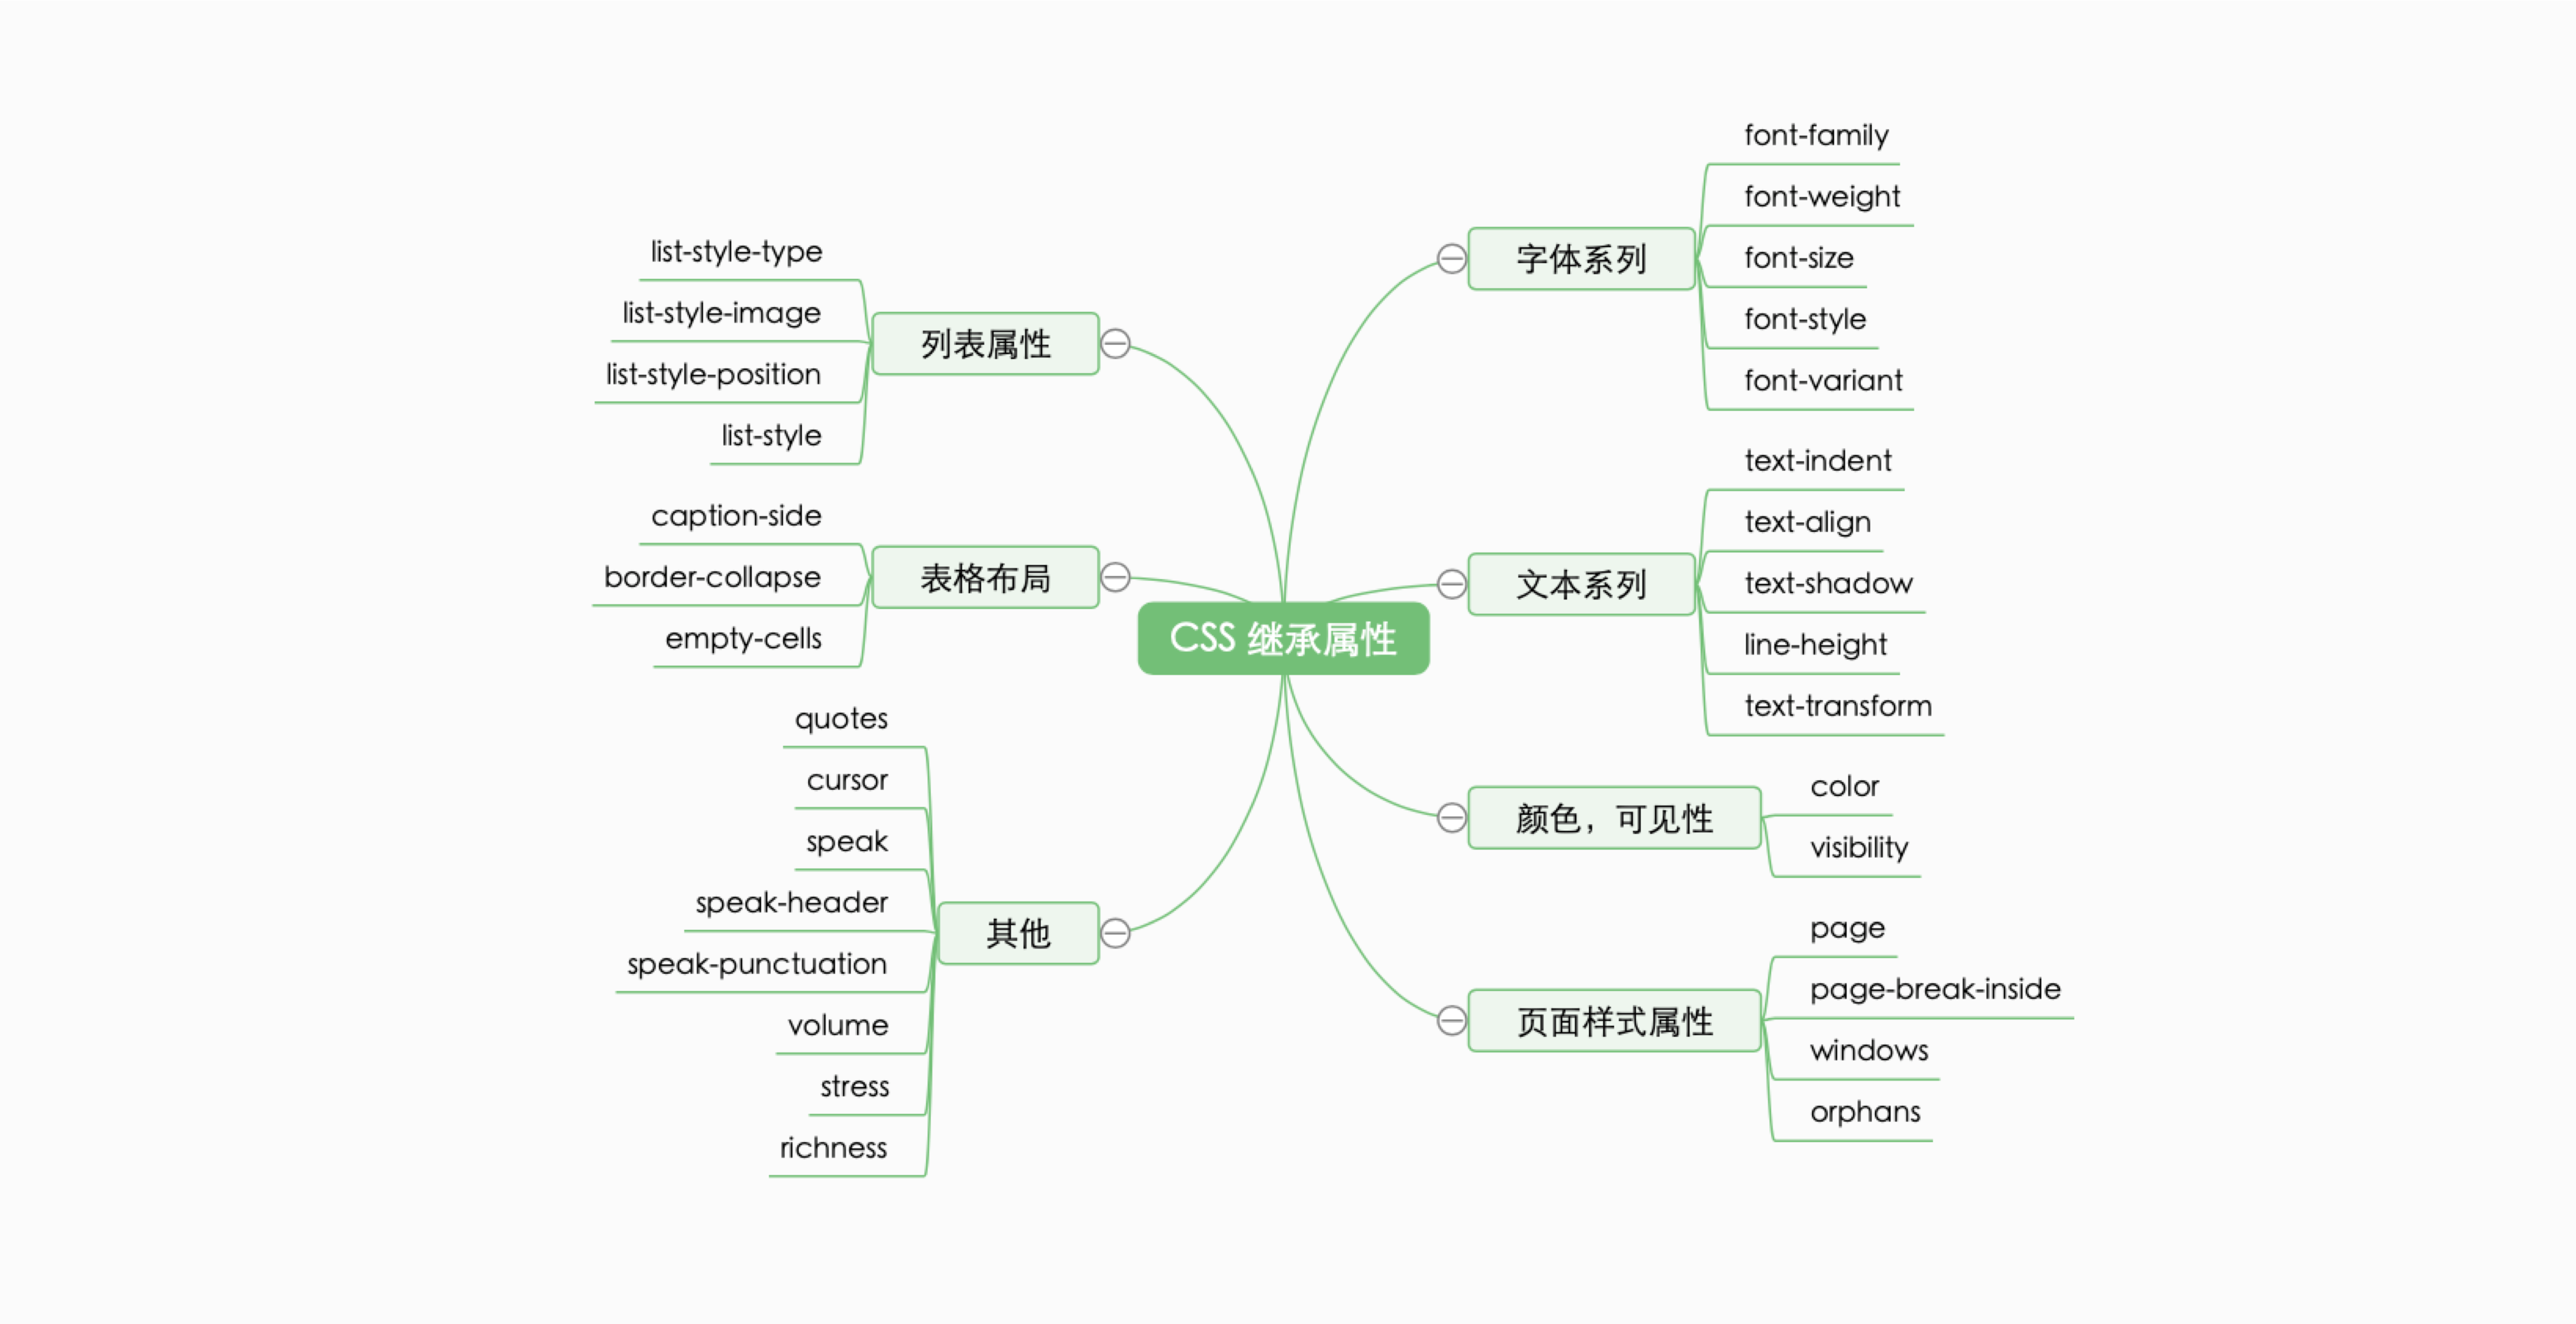 CSS 继承属性
字体系列
font-family
font-weight
font-size
font-style
font-variant
文本系列
text-indent
text-align
text-shadow
line-height
text-transform
颜色，可见性
color
visibility
页面样式属性
page
page-break-inside
windows
orphans
列表属性
list-style-type
list-style-image
list-style-position
list-style
表格布局
caption-side
border-collapse
empty-cells
其他
quotes
cursor
speak
speak-header
speak-punctuation
volume
stress
richness